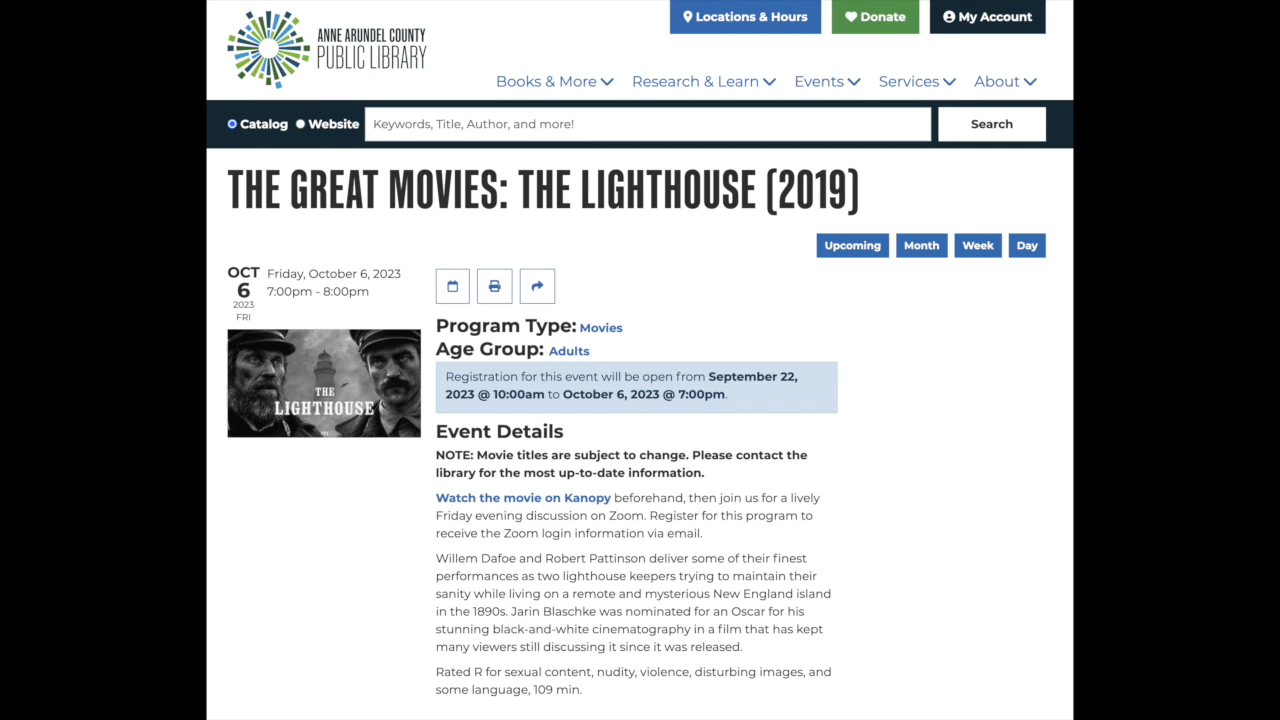 ANNE ARUNDEL COUNTY
PUBLIC LIBRARY
Locations & Hours
Donate
My Account
Books & More
Research & Learn
Events
Services
About
Catalog
Website
Keywords, Title, Author, and more!
Search
THE GREAT MOVIES: THE LIGHTHOUSE (2019)
Upcoming
Month
Week
Day
OCT
6
2023
FRI
Friday, October 6, 2023
7:00pm - 8:00pm
THE
LIGHTHOUSE
Program Type: Movies
Age Group: Adults
Registration for this event will be open from September 22,
2023 @ 10:00am to October 6, 2023 @ 7:00pm.
Event Details
NOTE: Movie titles are subject to change. Please contact the
library for the most up-to-date information.
Watch the movie on Kanopy beforehand, then join us for a lively
Friday evening discussion on Zoom. Register for this program to
receive the Zoom login information via email.
Willem Dafoe and Robert Pattinson deliver some of their finest
performances as two lighthouse keepers trying to maintain their
sanity while living on a remote and mysterious New England island
in the 1890s. Jarin Blaschke was nominated for an Oscar for his
stunning black-and-white cinematography in a film that has kept
many viewers still discussing it since it was released.
Rated R for sexual content, nudity, violence, disturbing images, and
some language, 109 min.